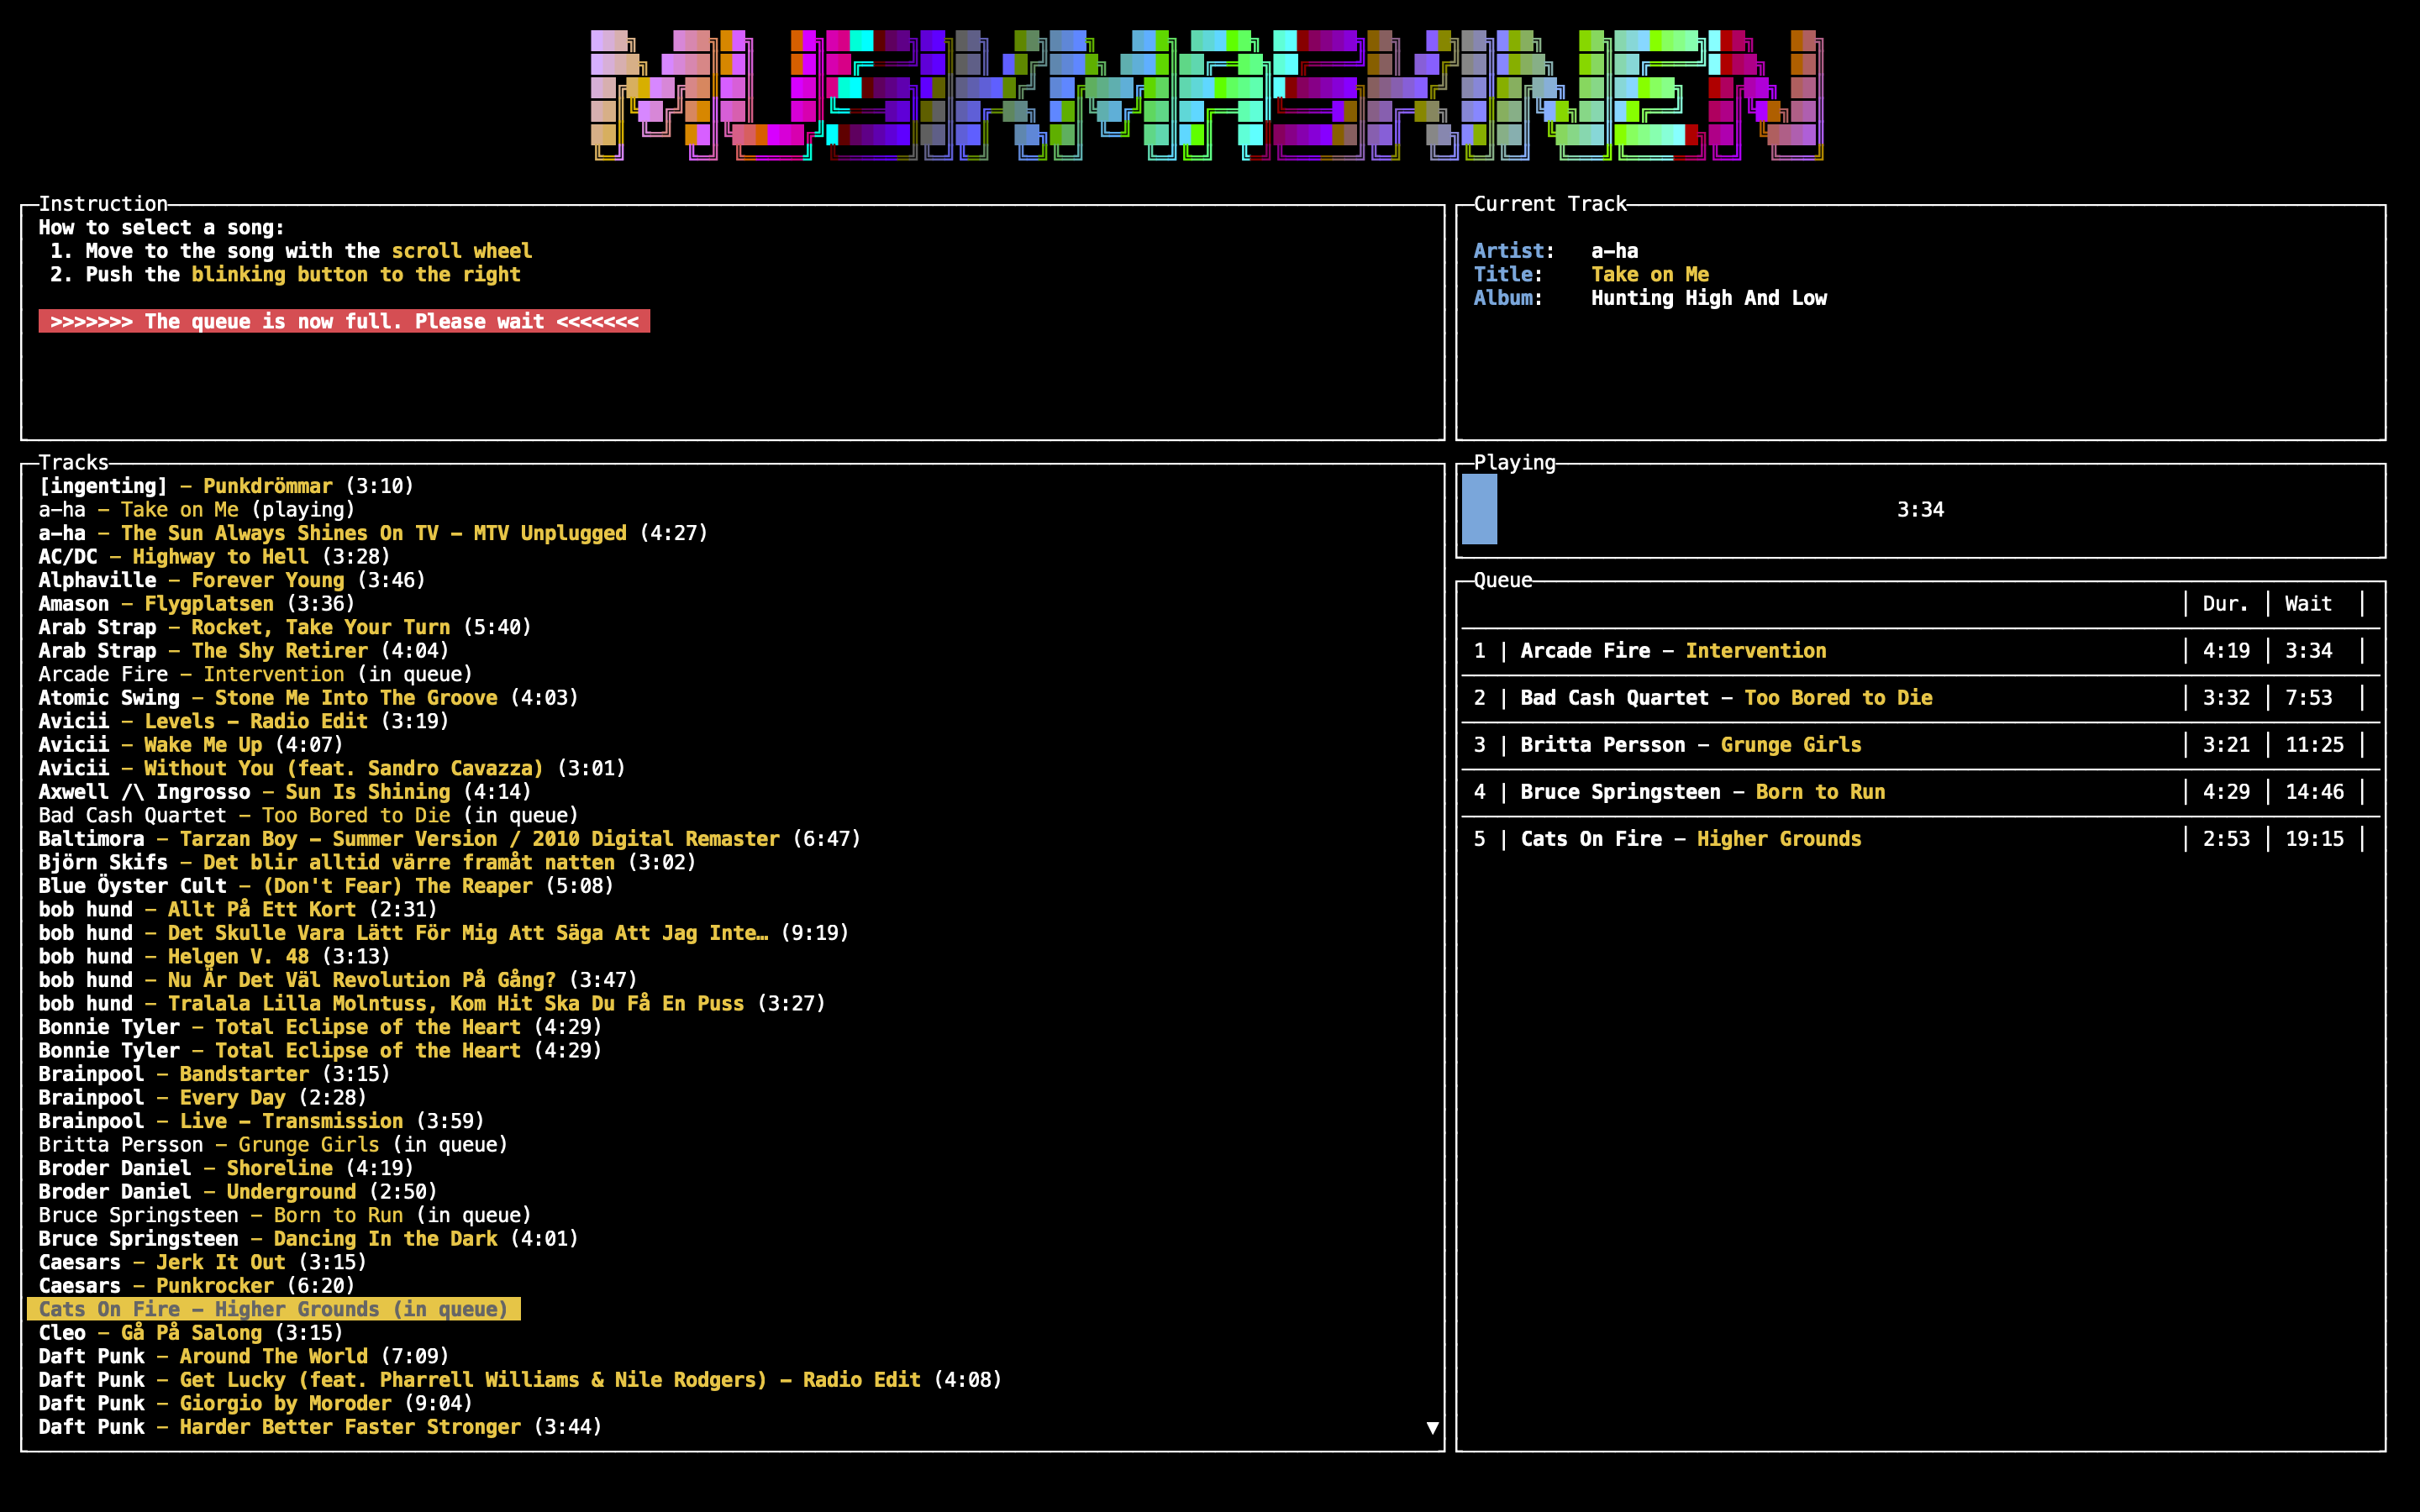 MUSIKMASKINEN
Instruction
How to select a song:
1. Move to the song with the scroll wheel
2. Push the blinking button to the right
>>>>>>> The queue is now full. Please wait <<<<<<<
Current Track
Artist: a-ha
Title: Take on Me
Album: Hunting High And Low
Tracks
[ingenting] – Punkdrömmar (3:10)
a-ha – Take on Me (playing)
a-ha – The Sun Always Shines On TV – MTV Unplugged (4:27)
AC/DC – Highway to Hell (3:28)
Alphaville – Forever Young (3:46)
Amason – Flygplatsen (3:36)
Arab Strap – Rocket, Take Your Turn (5:40)
Arab Strap – The Shy Retirer (4:04)
Arcade Fire – Intervention (in queue)
Atomic Swing – Stone Me Into The Groove (4:03)
Avicii – Levels – Radio Edit (3:19)
Avicii – Wake Me Up (4:07)
Avicii – Without You (feat. Sandro Cavazza) (3:01)
Axwell /\ Ingrosso – Sun Is Shining (4:14)
Bad Cash Quartet – Too Bored to Die (in queue)
Baltimora – Tarzan Boy – Summer Version / 2010 Digital Remaster (6:47)
Björn Skifs – Det blir alltid värre framåt natten (3:02)
Blue Öyster Cult – (Don't Fear) The Reaper (5:08)
bob hund – Allt På Ett Kort (2:31)
bob hund – Det Skulle Vara Lätt För Mig Att Säga Att Jag Inte… (9:19)
bob hund – Helgen V. 48 (3:13)
bob hund – Nu Är Det Väl Revolution På Gång? (3:47)
bob hund – Tralala Lilla Molntuss, Kom Hit Ska Du Få En Puss (3:27)
Bonnie Tyler – Total Eclipse of the Heart (4:29)
Bonnie Tyler – Total Eclipse of the Heart (4:29)
Brainpool – Bandstarter (3:15)
Brainpool – Every Day (2:28)
Brainpool – Live – Transmission (3:59)
Britta Persson – Grunge Girls (in queue)
Broder Daniel – Shoreline (4:19)
Broder Daniel – Underground (2:50)
Bruce Springsteen – Born to Run (in queue)
Bruce Springsteen – Dancing In the Dark (4:01)
Caesars – Jerk It Out (3:15)
Caesars – Punkrocker (6:20)
Cats On Fire – Higher Grounds (in queue)
Cleo – Gå På Salong (3:15)
Daft Punk – Around The World (7:09)
Daft Punk – Get Lucky (feat. Pharrell Williams & Nile Rodgers) – Radio Edit (4:08)
Daft Punk – Giorgio by Moroder (9:04)
Daft Punk – Harder Better Faster Stronger (3:44)
Playing
3:34
Queue
| Dur. | Wait |
1 | Arcade Fire – Intervention | 4:19 | 3:34 |
2 | Bad Cash Quartet – Too Bored to Die | 3:32 | 7:53 |
3 | Britta Persson – Grunge Girls | 3:21 | 11:25 |
4 | Bruce Springsteen – Born to Run | 4:29 | 14:46 |
5 | Cats On Fire – Higher Grounds | 2:53 | 19:15 |